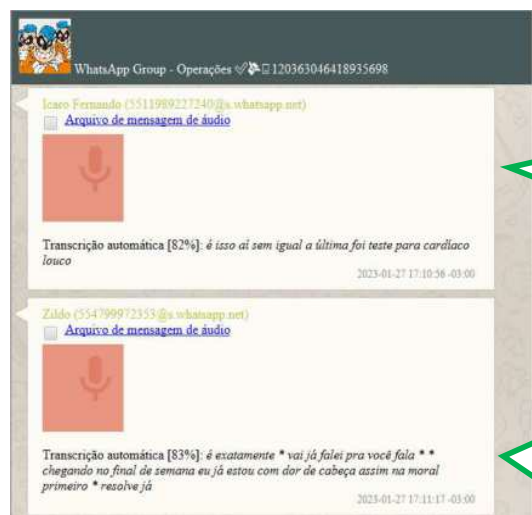 WhatsApp Group - Operações 120363046418935698
Icaro Fernando (5511989227240@s.whatsapp.net)
Arquivo de mensagem de áudio
Transcrição automática [82%]: é isso aí sem igual a última foi teste para cardíaco
louco
2023-01-27 17:10:56 -03:00
Zildo (554799972353@s.whatsapp.net)
Arquivo de mensagem de áudio
Transcrição automática [83%]: é exatamente * vai já falei pra você fala * *
chegando no final de semana eu já estou com dor de cabeça assim na moral
primeiro * resolve já
2023-01-27 17:11:17 -03:00